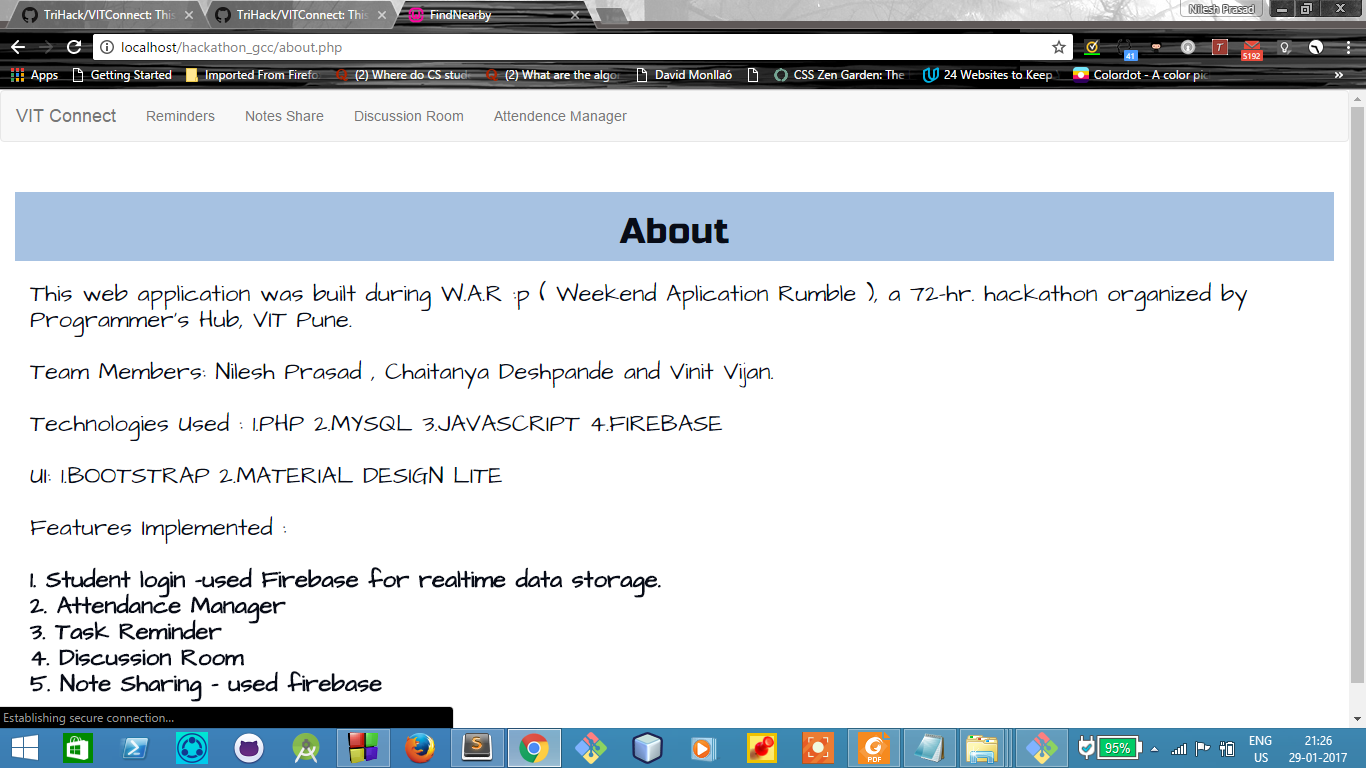 TriHack/VITConnect: This
TriHack/VITConnect: This
FindNearby
Nilesh Prasad
localhost/hackathon_gcc/about.php
T
41
5192
Apps
Getting Started
Imported From Firefo
(2) Where do CS stud
(2) What are the algo
David Monllaó
CSS Zen Garden: The
24 Websites to Keep
Colordot - A color pic
»
VIT Connect
Reminders
Notes Share
Discussion Room
Attendence Manager
About
This web application was built during W.A.R :p ( Weekend Aplication Rumble ), a 72-hr. hackathon organized by
Programmer's Hub, VIT Pune.
Team Members: Nilesh Prasad , Chaitanya Deshpande and Vinit Vijan.
Technologies Used : 1.PHP 2.MYSQL 3.JAVASCRIPT 4.FIREBASE
UI: 1.BOOTSTRAP 2.MATERIAL DESIGN LITE
Features Implemented :
1. Student login -used Firebase for realtime data storage.
2. Attendance Manager
3. Task Reminder
4. Discussion Room
5. Note Sharing - used firebase
Establishing secure connection...
S
PDF
95%
ENG
US
21:26
29-01-2017